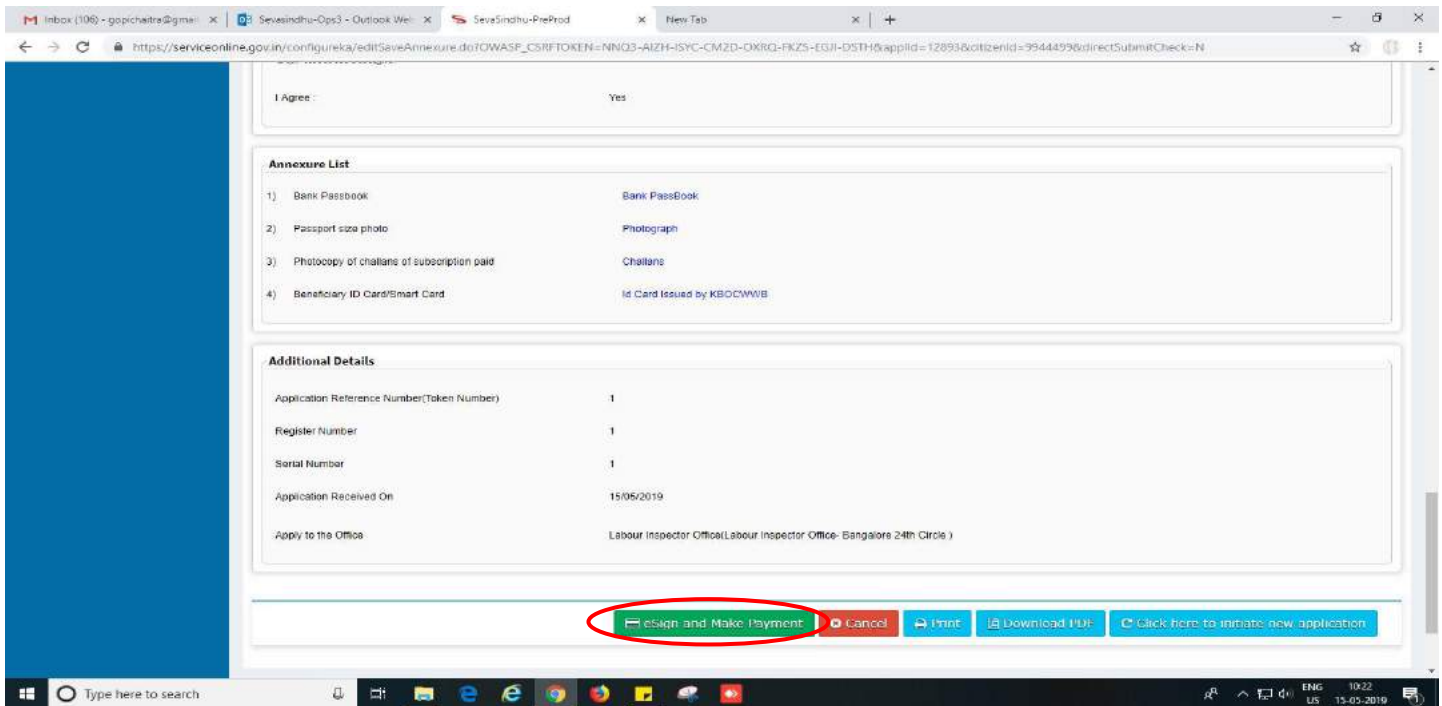 Inbox (106) - gopichaitra@gmai
Sevasindhu-Ops3 - Outlook Wel
SevaSindhu-PreProd
New Tab
https://serviceonline.gov.in/configureka/editSaveAnnexure.do?OWASP_CSRFTOKEN=NNQ3-AIZH-ISYC-CM2D-OXRQ-FKZS-EGJI-DSTH&applId=12893&citizenId=9944499&directSubmitCheck=N
I Agree : Yes
Annexure List
1) Bank Passbook Bank PassBook
2) Passport size photo Photograph
3) Photocopy of challans of subscription paid Challans
4) Beneficiary ID Card/Smart Card Id Card Issued by KBOCWWB
Additional Details
Application Reference Number(Token Number) 1
Register Number 1
Serial Number 1
Application Received On 15/05/2019
Apply to the Office Labour Inspector Office(Labour Inspector Office- Bangalore 24th Circle )
eSign and Make Payment Cancel Print Download PDF Click here to initiate new application
Type here to search
ENG 10:22
US 15-05-2019